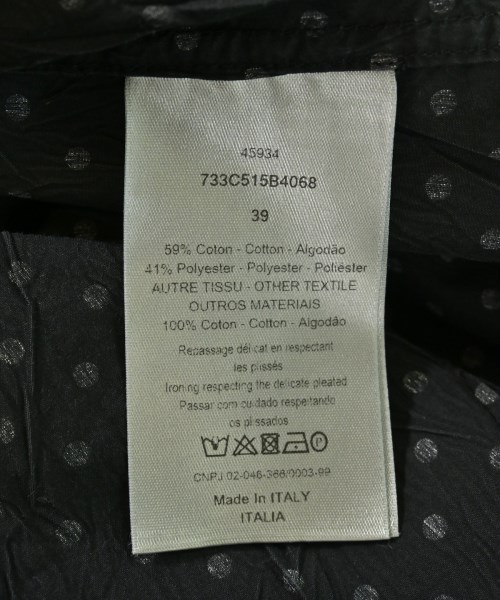 45934
733C515B4068
39
59% Coton - Cotton - Algodão
41% Polyester - Polyester - Poliéster
AUTRE TISSU - OTHER TEXTILE
OUTROS MATERIAIS
100% Coton - Cotton - Algodão
Repassage délicat en respectant
les plissés
Ironing respecting the delicate pleated
Passar com cuidado respeitando
os plissados
P
CNPJ 02-046-366/0003-99
Made In ITALY
ITALIA